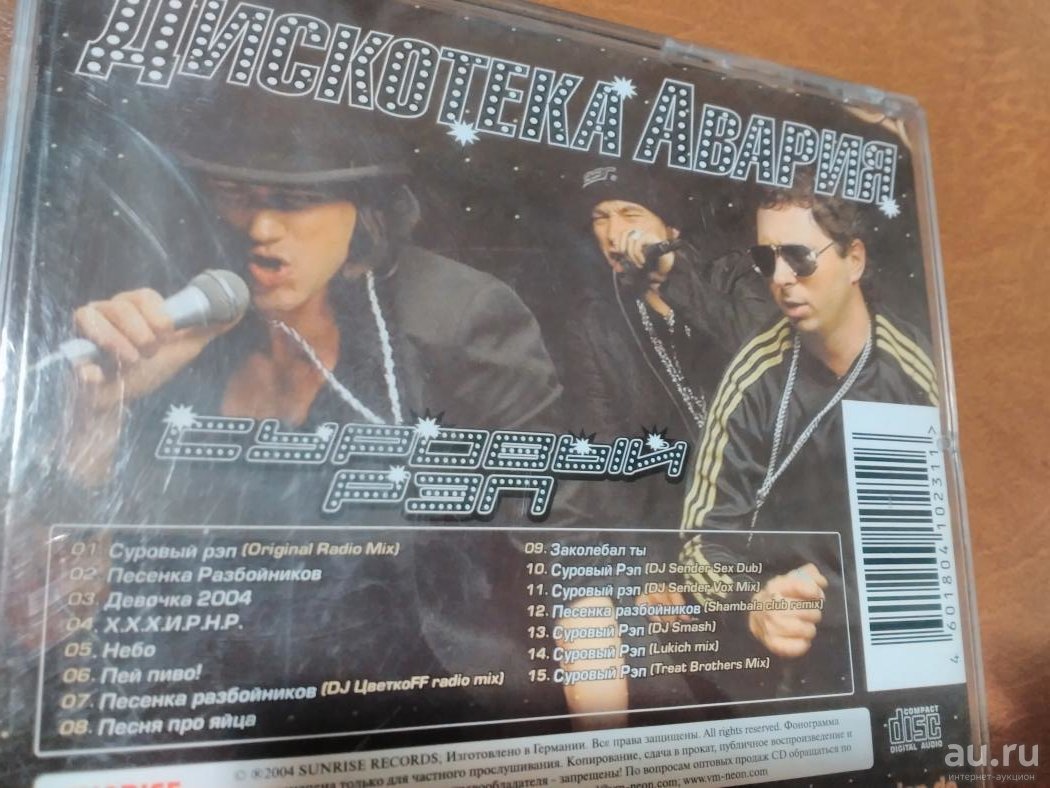 Дискотека Авария
Суровый
рэп
01. Суровый рэп (Original Radio Mix)
02. Песенка Разбойников
03. Девочка 2004
04. Х.Х.Х.И.Р.Н.Р.
05. Небо
06. Пей пиво!
07. Песенка разбойников (DJ ЦветкоFF radio mix)
08. Песня про яйца
09. Заколебал ты
10. Суровый Рэп (DJ Sender Sex Dub)
11. Суровый рэп (DJ Sender Vox Mix)
12. Песенка разбойников (Shambala club remix)
13. Суровый Рэп (DJ Smash)
14. Суровый Рэп (Lukich mix)
15. Суровый Рэп (Treat Brothers Mix)
4 601804 102311 >
COMPACT
disc
DIGITAL AUDIO
© ®2004 SUNRISE RECORDS, Изготовлено в Германии. Все права защищены. All rights reserved. Фонограмма
только для частного прослушивания. Копирование, сдача в прокат, публичное воспроизведение и
– запрещены! По вопросам оптовых продаж CD обращаться по
www.vm-neon.com
au.ru
интернет-аукцион